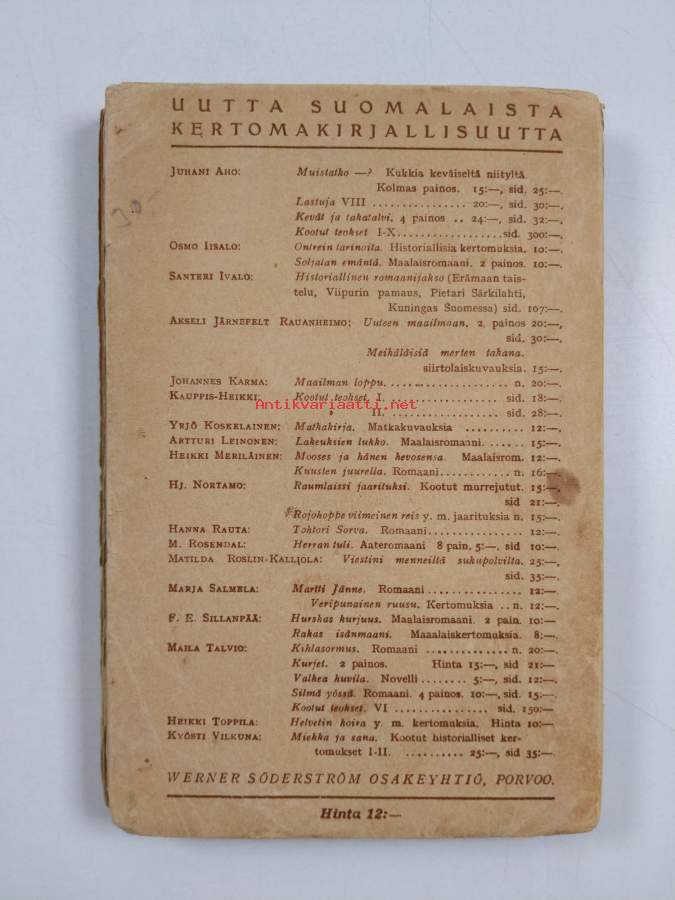 UUTTA SUOMALAISTA
KERTOMAKIRJALLISUUTTA
30
JUHANI AHO: Muistatko —? Kukkia keväiseltä niityltä.
Kolmas painos. 15:—, sid. 25:—.
Lastuja VIII ................ 20:—, sid. 30:—.
Kevät ja takatalvi. 4 painos .. 24:—, sid. 32:—.
Kootut teokset I-X..................sid. 300:—.
OSMO IISALO: Ontrein tarinoita. Historiallisia kertomuksia. 10:—.
Soljalan emäntä. Maalaisromaani. 2 painos. 10:—.
SANTERI IVALO: Historiallinen romaanijakso (Erämaan tais-
telu, Viipurin pamaus, Pietari Särkilahti,
Kuningas Suomessa) sid. 107:—.
AKSELI JÄRNEFELT RAUANHEIMO: Uuteen maailmaan. 2. painos 20:—,
sid. 30:—.
Meikäläisiä merten takana.
siirtolaiskuvauksia. 15:—.
JOHANNES KARMA: Maailman loppu.................. n. 20:—.
KAUPPIS-HEIKKI: Kootut teokset. I. ................ sid. 18:—.
Antikvariaatti.net
" II. ................ sid. 28:—.
YRJÖ KOSKELAINEN: Matkakirja. Matkakuvauksia .......... 12:—.
ARTTURI LEINONEN: Lakeuksien lukko. Maalaisromaani. ...... 15:—.
HEIKKI MERILÄINEN: Mooses ja hänen hevosensa. Maalaisrom. 12:—.
Kuusten juurella. Romaani........... n. 16:—.
HJ. NORTAMO: Raumlaissi jaarituksi. Kootut murrejutut. 15:—,
sid 21:—.
Rojohoppe viimeinen reis y. m. jaarituksia n. 15:—.
HANNA RAUTA: Tohtori Sorva. Romaani............... 12:—.
M. ROSENDAL: Herran tuli. Aateromaani 8 pain. 5:—, sid 10:—.
MATILDA ROSLIN-KALLIOLA: Viestini menneiltä sukupolvilta. 25:—,
sid. 35:—.
MARJA SALMELA: Martti Jänne. Romaani ............... 12:—.
Veripunainen ruusu. Kertomuksia .. n. 12:—.
F. E. SILLANPÄÄ: Hurskas kurjuus. Maalaisromaani. 2 pain. 10:—.
Rakas isänmaani. Maaalaiskertomuksia. 8:—.
MAILA TALVIO: Kihlasormus. Romaani .............. n. 20:—.
Kurjet. 2 painos. Hinta 15:—, sid 21:—
Valkea huvila. Novelli ........ 5:—, sid. 12:—.
Silmä yössä. Romaani. 4 painos. 10:—, sid. 15:—.
Kootut teokset. VI ................. sid. 150:—
HEIKKI TOPPILA: Helvetin koira y. m. kertomuksia. Hinta 10:—.
KYÖSTI VILKUNA: Miekka ja sana. Kootut historialliset ker-
tomukset I-II. .......... 25:—, sid 35:—.
WERNER SÖDERSTRÖM OSAKEYHTIÖ, PORVOO.
Hinta 12:—